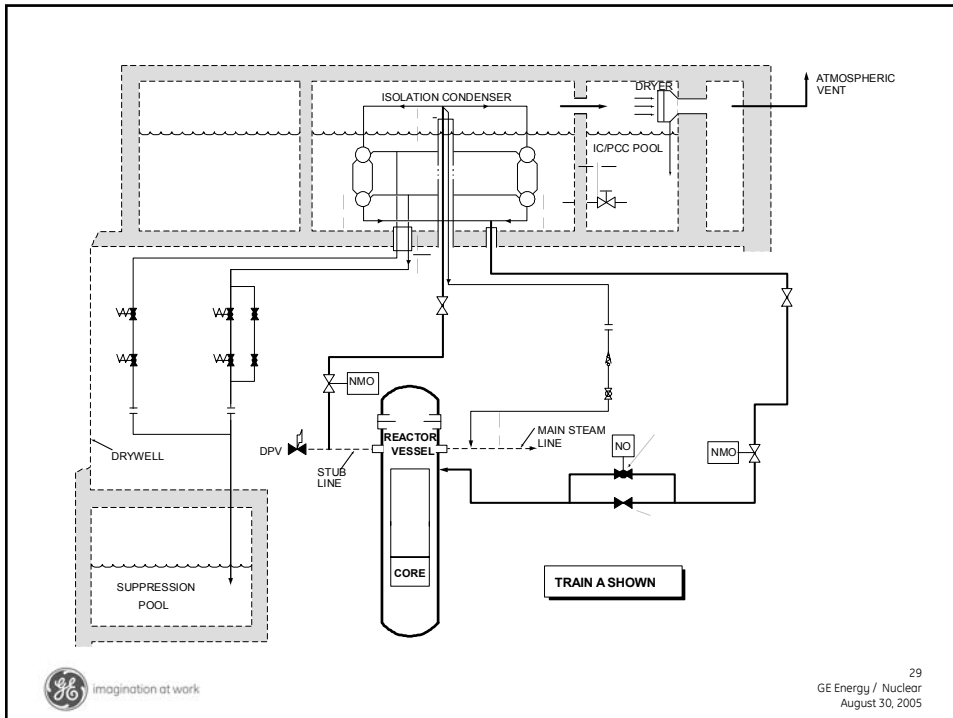 ISOLATION CONDENSER
DRYER
ATMOSPHERIC
VENT
IC/PCC POOL
NMO
REACTOR
VESSEL
DPV
STUB
LINE
MAIN STEAM
LINE
NO
NMO
DRYWELL
CORE
SUPPRESSION
POOL
TRAIN A SHOWN
GE imagination at work
29
GE Energy / Nuclear
August 30, 2005